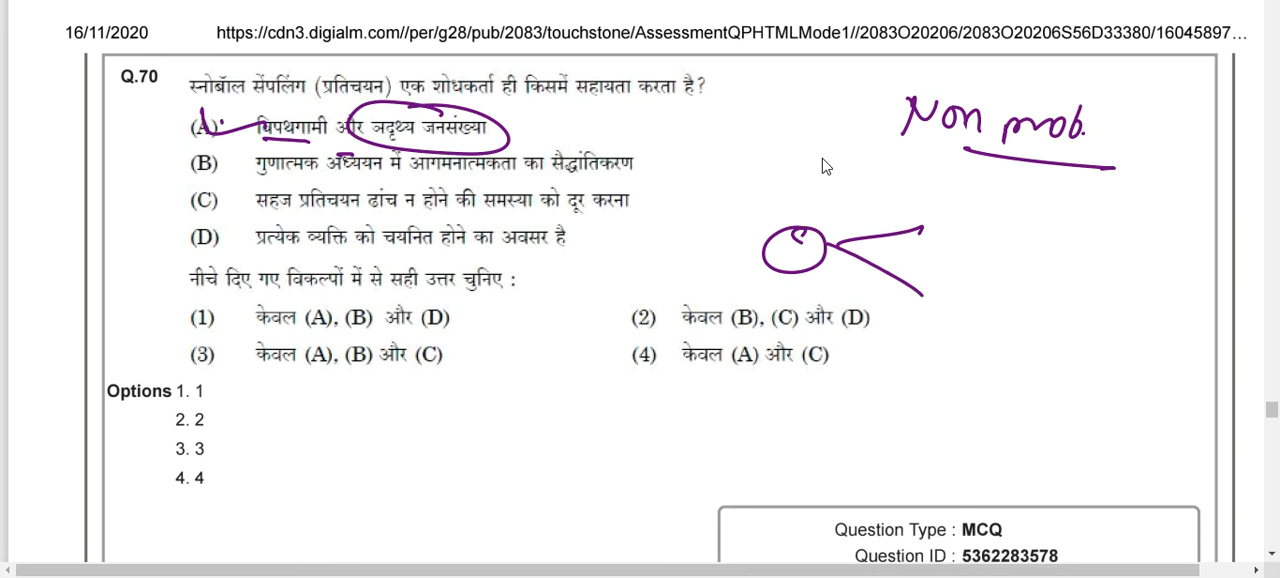 16/11/2020 https://cdn3.digialm.com//per/g28/pub/2083/touchstone/AssessmentQPHTMLMode1//2083O20206/2083O20206S56D33380/16045897…
Q.70 स्नोबॉल सेंपलिंग (प्रतिचयन) एक शोधकर्ता ही किसमें सहायता करता है?
Non prob.
(A) विपथगामी और अदृश्य जनसंख्या
(B) गुणात्मक अध्ययन में आगमनात्मकता का सैद्धांतिकरण
(C) सहज प्रतिचयन ढांच न होने की समस्या को दूर करना
(D) प्रत्येक व्यक्ति को चयनित होने का अवसर है
नीचे दिए गए विकल्पों में से सही उत्तर चुनिए :
(1) केवल (A), (B) और (D) (2) केवल (B), (C) और (D)
(3) केवल (A), (B) और (C) (4) केवल (A) और (C)
Options 1. 1
2. 2
3. 3
4. 4
Question Type : MCQ
Question ID : 5362283578